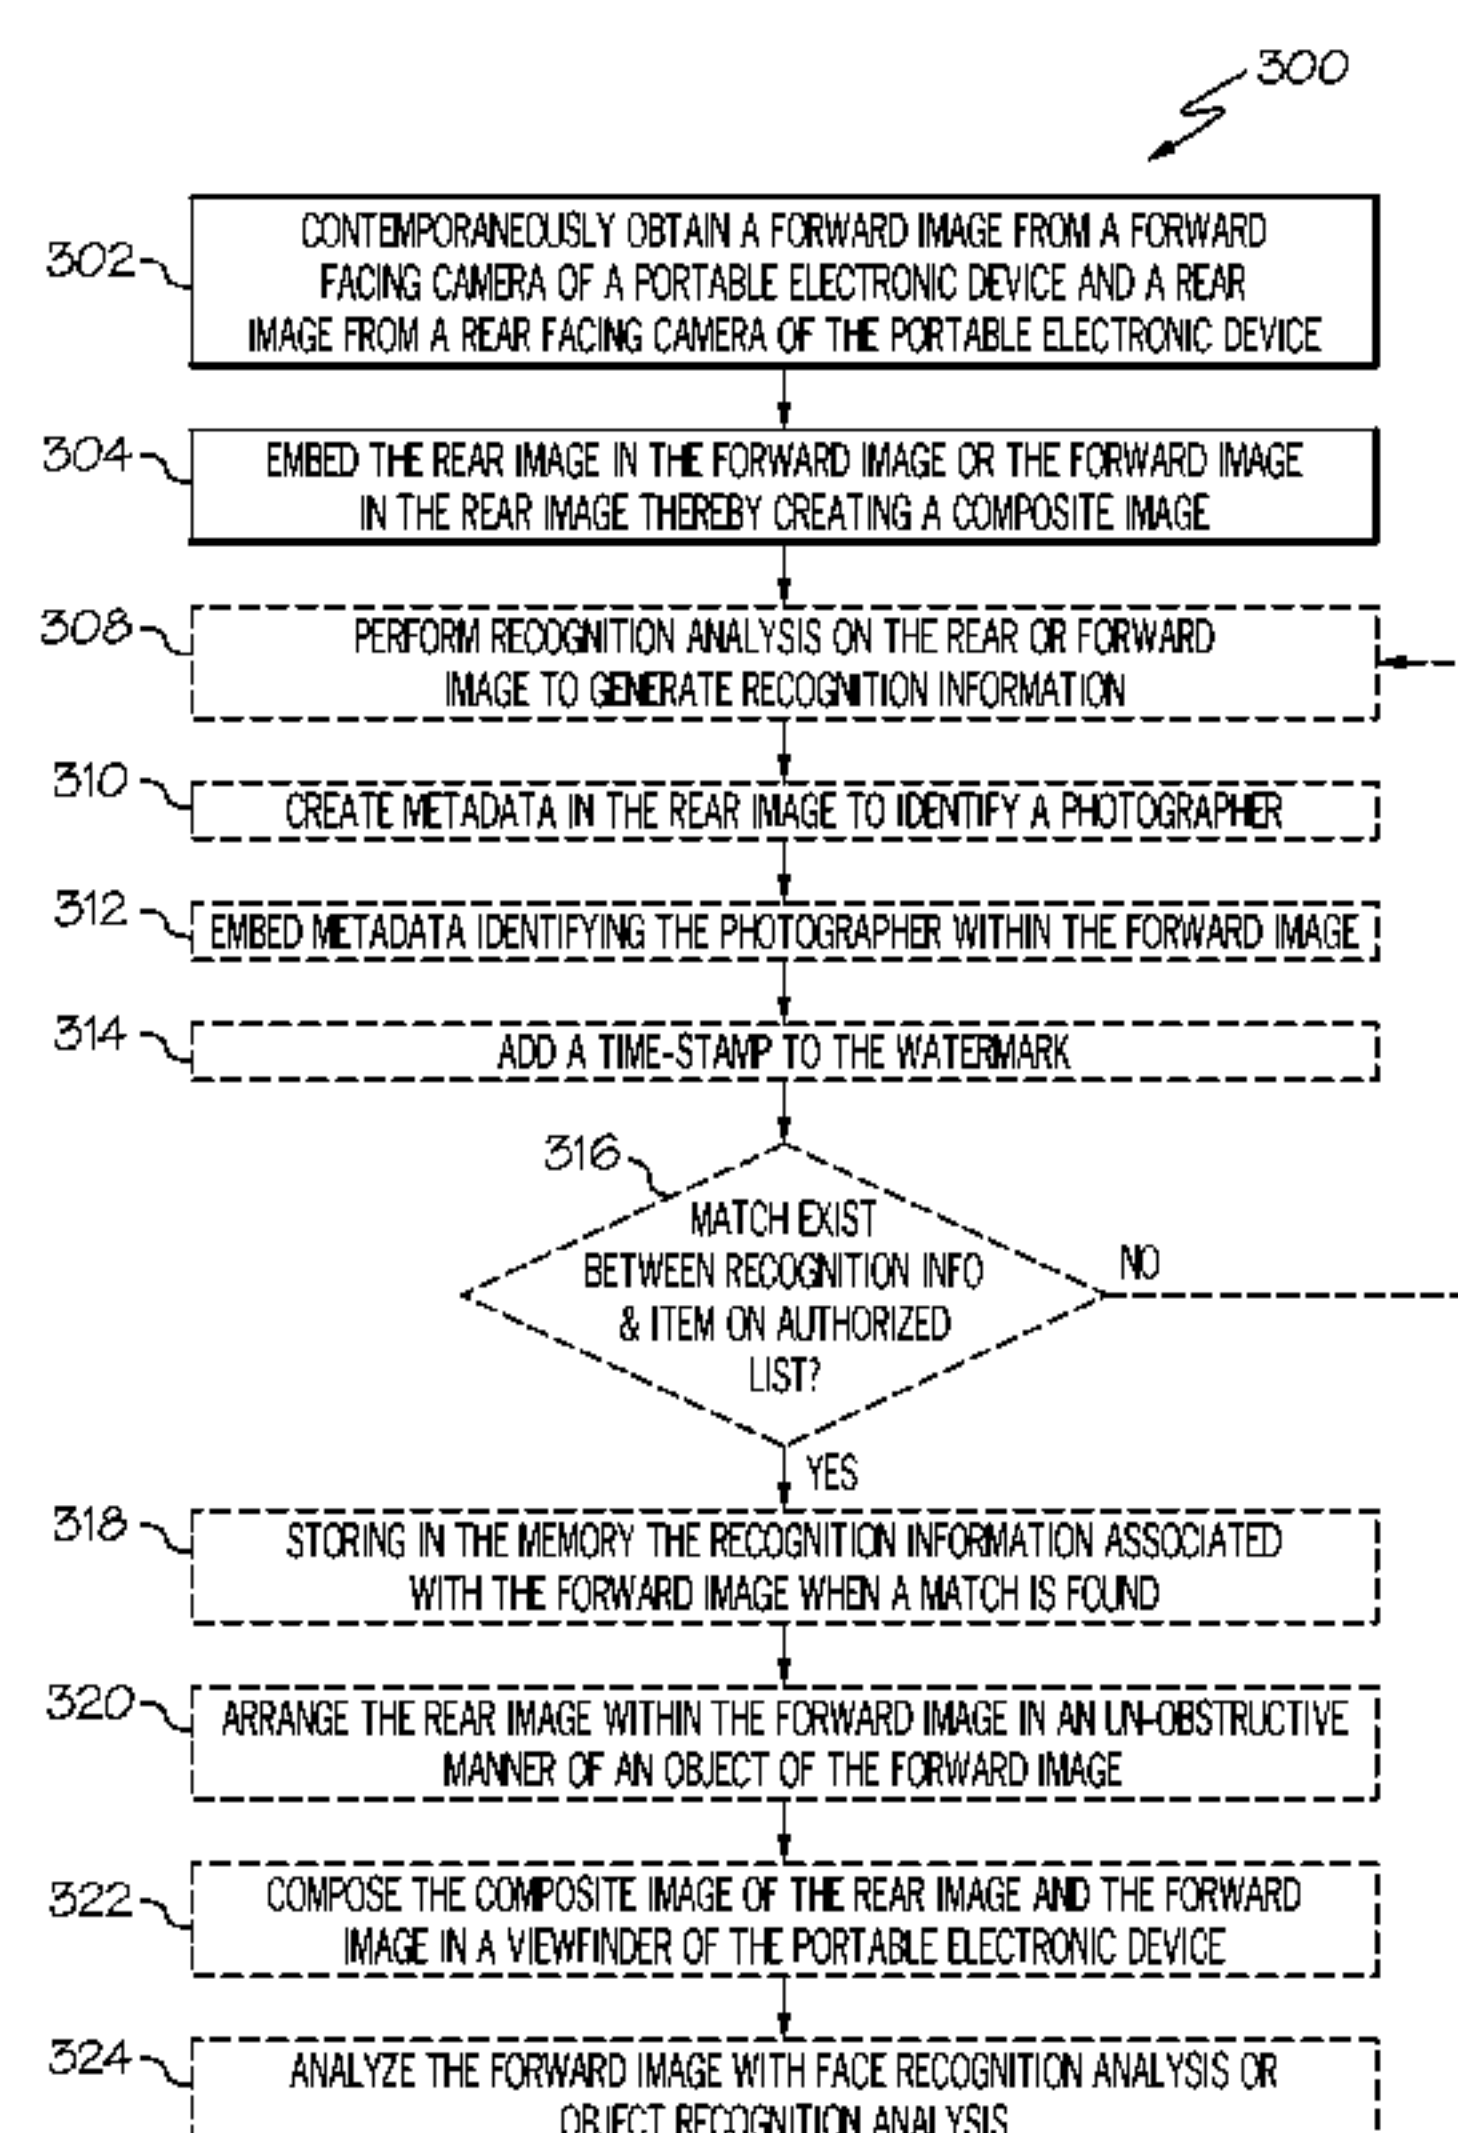 300
302
CONTEMPORANEOUSLY OBTAIN A FORWARD IMAGE FROM A FORWARD
FACING CAMERA OF A PORTABLE ELECTRONIC DEVICE AND A REAR
IMAGE FROM A REAR FACING CAMERA OF THE PORTABLE ELECTRONIC DEVICE
304
EMBED THE REAR IMAGE IN THE FORWARD IMAGE OR THE FORWARD IMAGE
IN THE REAR IMAGE THEREBY CREATING A COMPOSITE IMAGE
308
PERFORM RECOGNITION ANALYSIS ON THE REAR OR FORWARD
IMAGE TO GENERATE RECOGNITION INFORMATION
310
CREATE METADATA IN THE REAR IMAGE TO IDENTIFY A PHOTOGRAPHER
312
EMBED METADATA IDENTIFYING THE PHOTOGRAPHER WITHIN THE FORWARD IMAGE
314
ADD A TIME-STAMP TO THE WATERMARK
316
MATCH EXIST
BETWEEN RECOGNITION INFO
& ITEM ON AUTHORIZED
LIST?
NO
YES
318
STORING IN THE MEMORY THE RECOGNITION INFORMATION ASSOCIATED
WITH THE FORWARD IMAGE WHEN A MATCH IS FOUND
320
ARRANGE THE REAR IMAGE WITHIN THE FORWARD IMAGE IN AN UN-OBSTRUCTIVE
MANNER OF AN OBJECT OF THE FORWARD IMAGE
322
COMPOSE THE COMPOSITE IMAGE OF THE REAR IMAGE AND THE FORWARD
IMAGE IN A VIEWFINDER OF THE PORTABLE ELECTRONIC DEVICE
324
ANALYZE THE FORWARD IMAGE WITH FACE RECOGNITION ANALYSIS OR
OBJECT RECOGNITION ANALYSIS